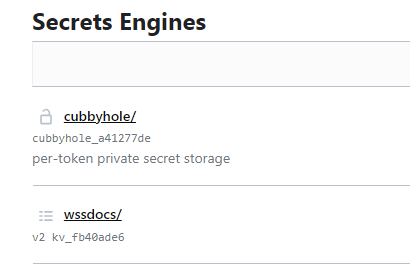 Secrets Engines
cubbyhole/
cubbyhole_a41277de
per-token private secret storage
wssdocs/
v2 kv_fb40ade6